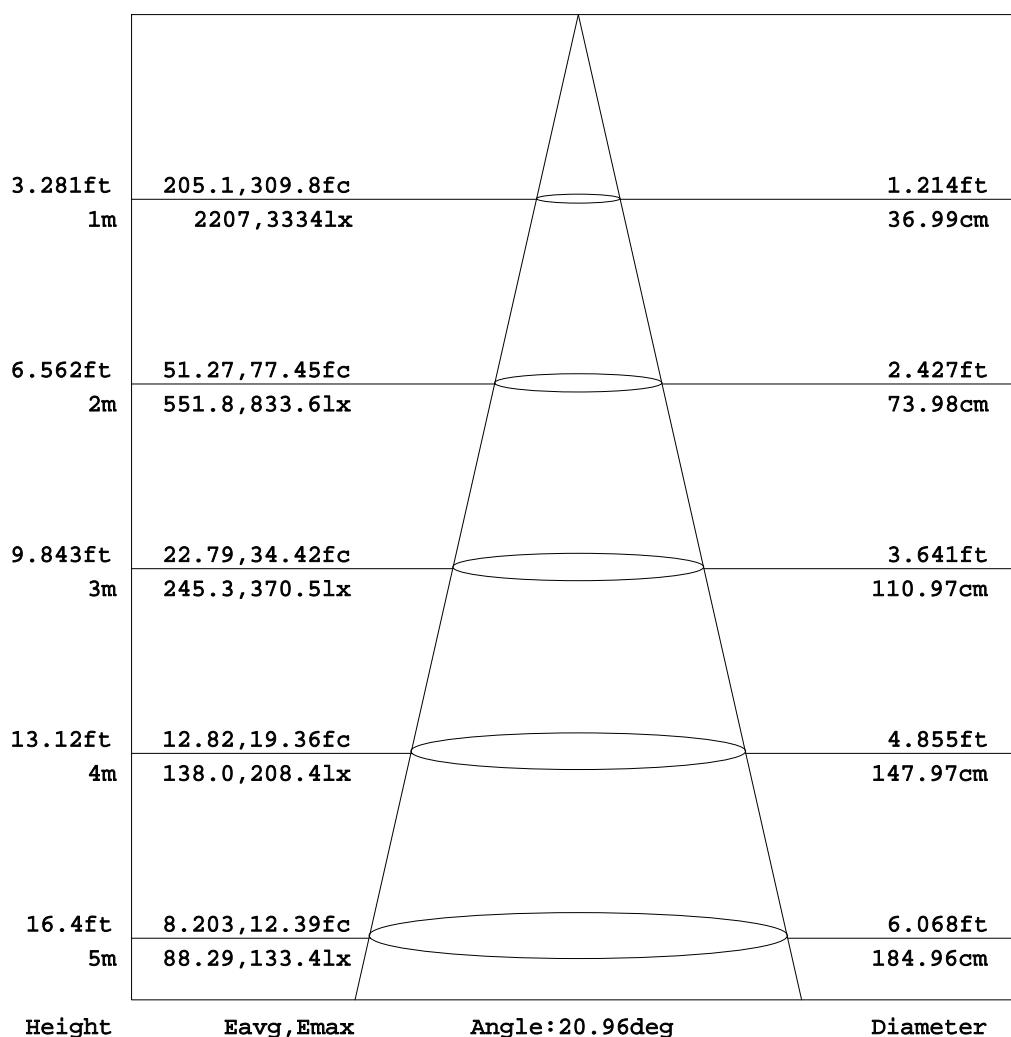 3.281ft 205.1,309.8fc 1.214ft
1m 2207,3334lx 36.99cm
6.562ft 51.27,77.45fc 2.427ft
2m 551.8,833.6lx 73.98cm
9.843ft 22.79,34.42fc 3.641ft
3m 245.3,370.5lx 110.97cm
13.12ft 12.82,19.36fc 4.855ft
4m 138.0,208.4lx 147.97cm
16.4ft 8.203,12.39fc 6.068ft
5m 88.29,133.4lx 184.96cm
Height Eavg,Emax Angle:20.96deg Diameter